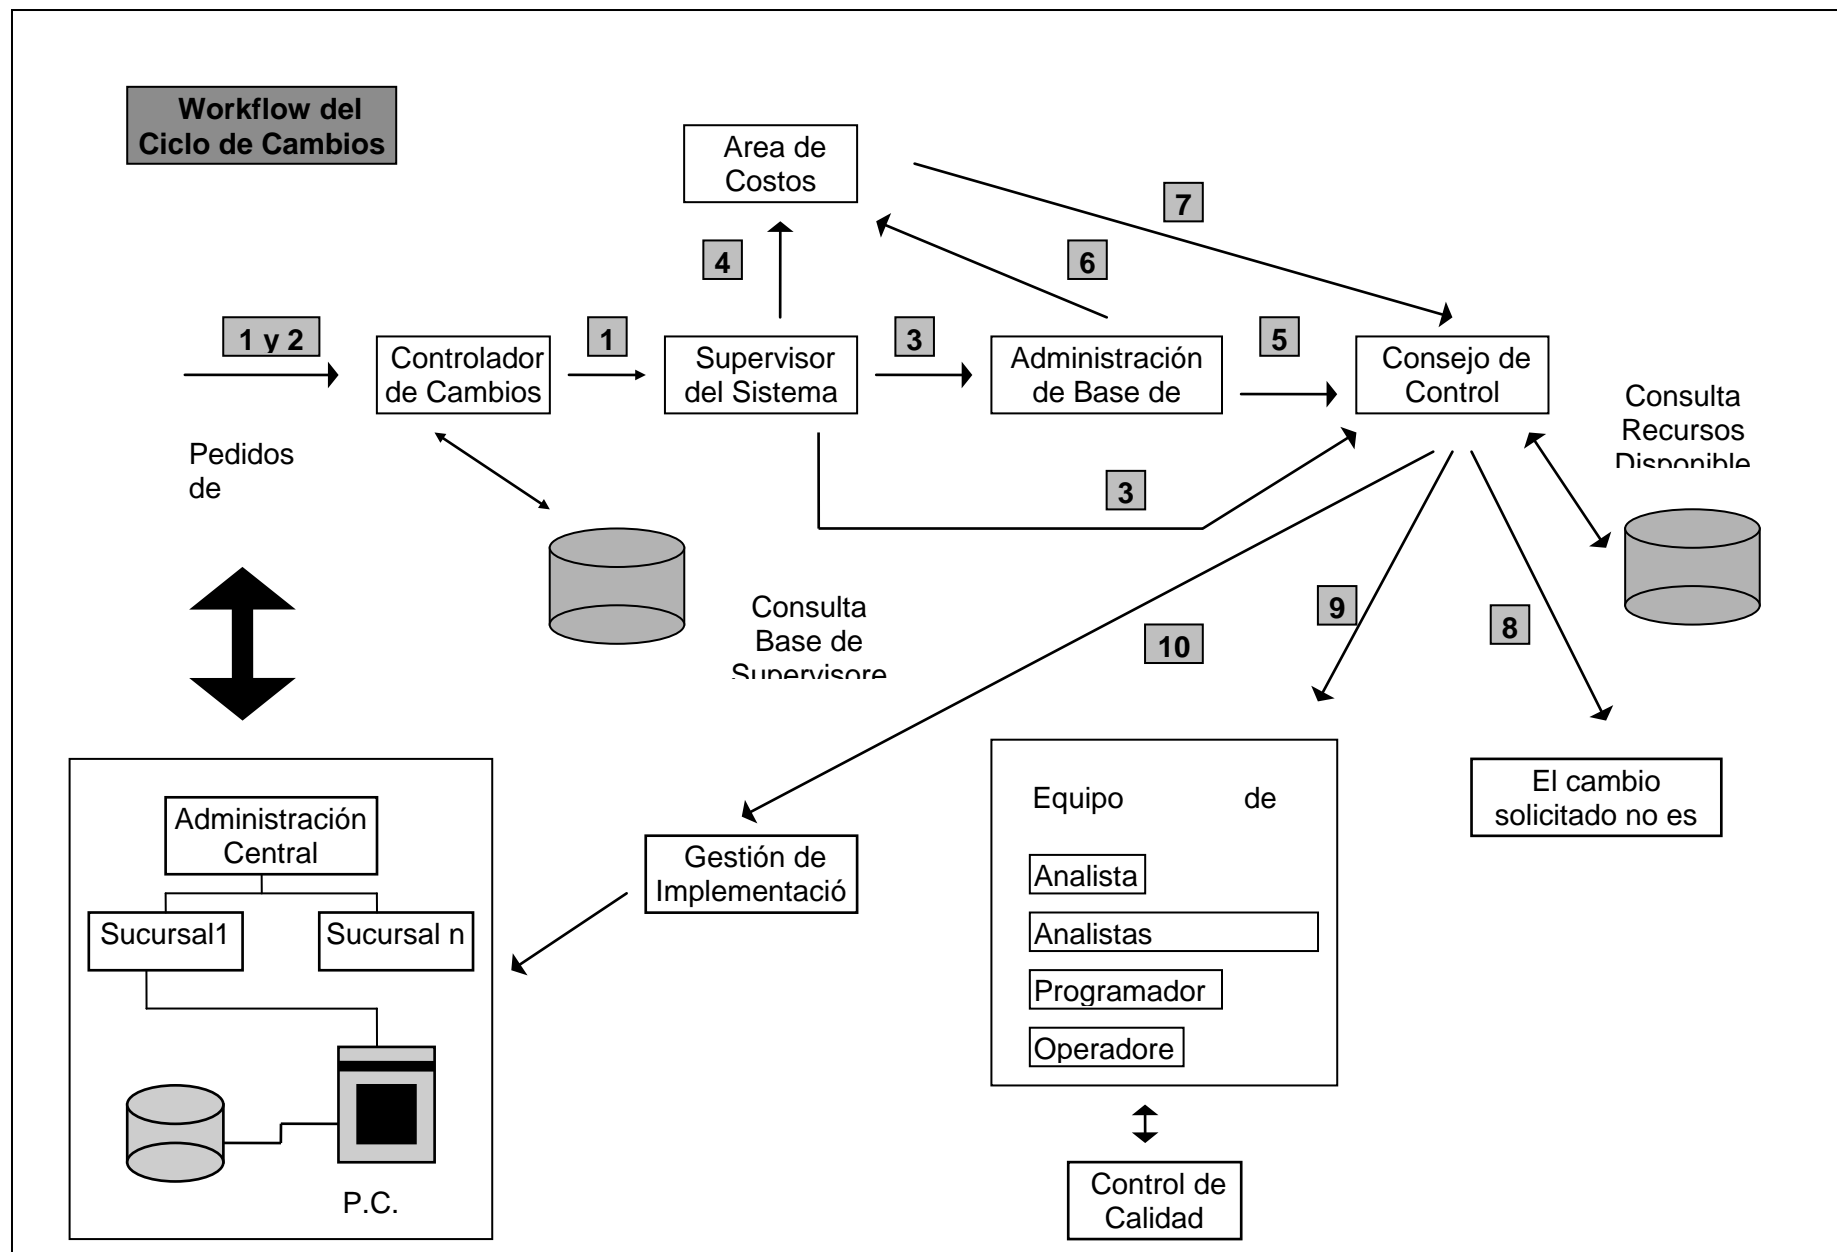 Workflow del
Ciclo de Cambios
Area de
Costos
7
4
6
1 y 2
1
3
5
Controlador
de Cambios
Supervisor
del Sistema
Administración
de Base de
Consejo de
Control
Consulta
Recursos
Disponible
Pedidos
de
3
Consulta
Base de
Supervisore
10
9
8
Administración
Central
Sucursal1
Sucursal n
P.C.
Gestión de
Implementació
Equipo de
Analista
Analistas
Programador
Operadore
El cambio
solicitado no es
Control de
Calidad